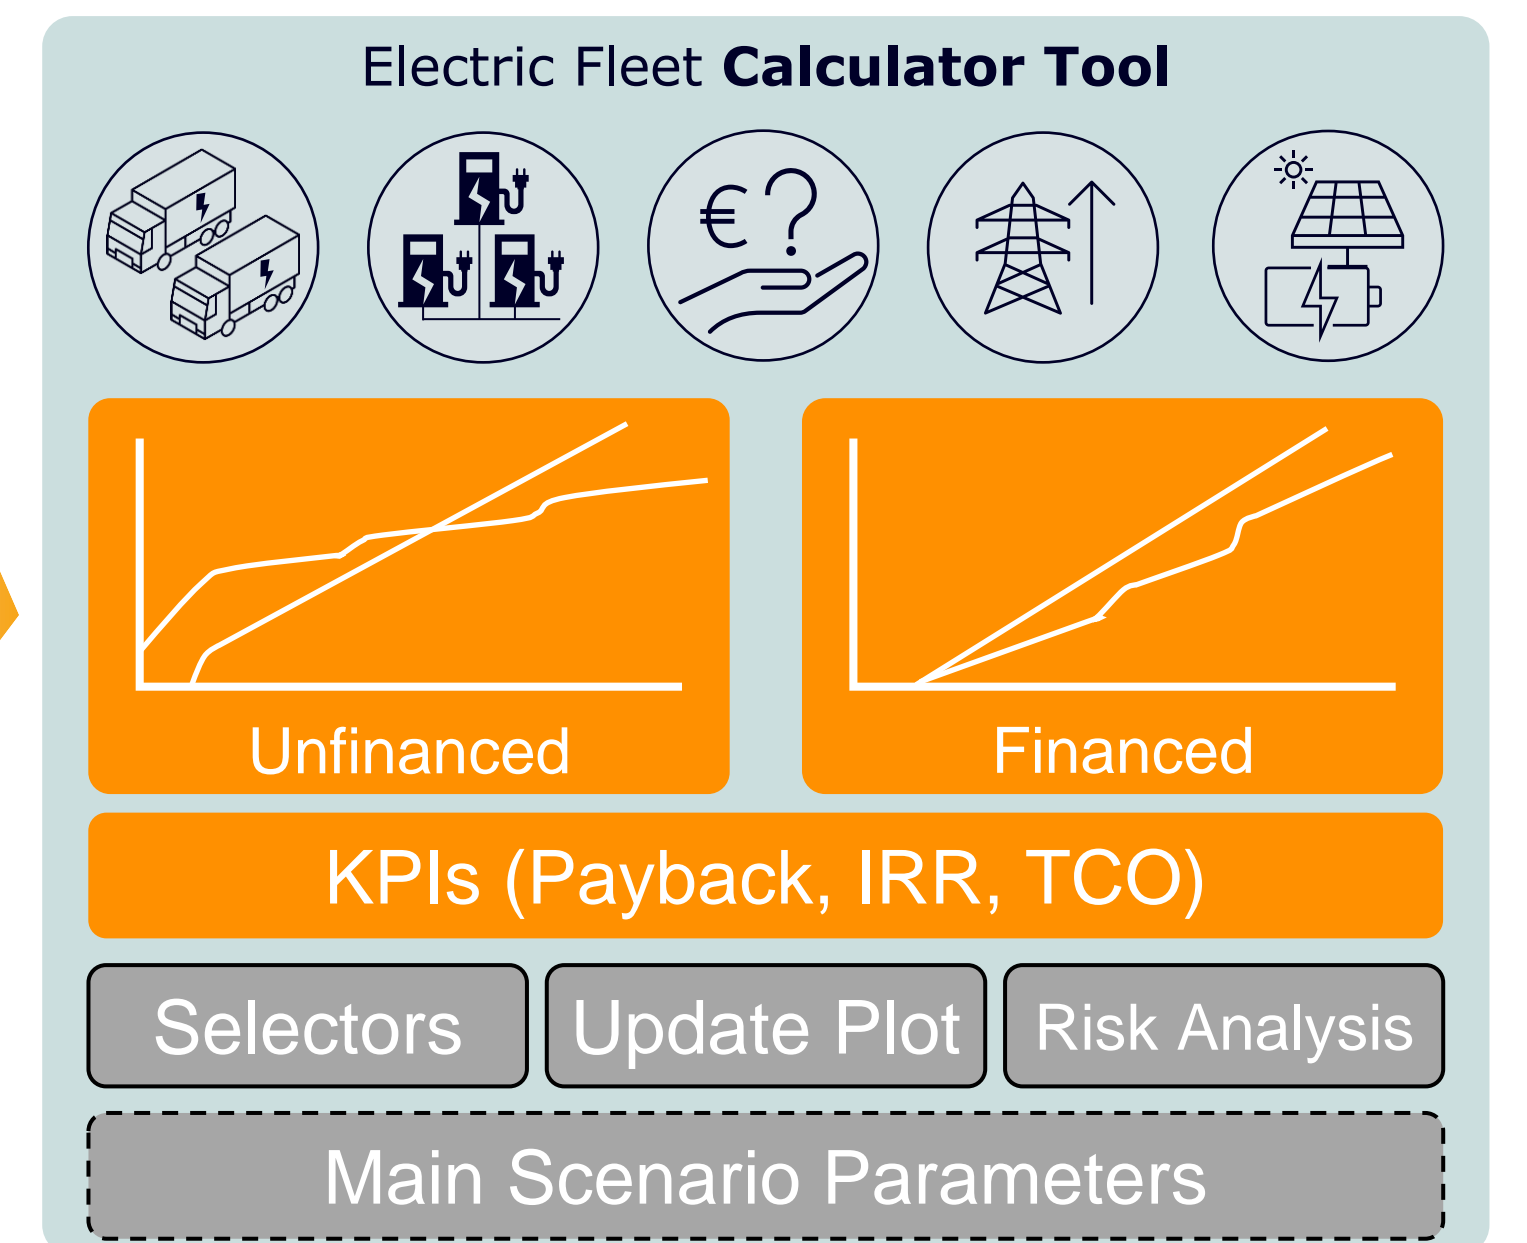 Electric Fleet Calculator Tool
€?
Unfinanced
Financed
KPIs (Payback, IRR, TCO)
Selectors
Update Plot
Risk Analysis
Main Scenario Parameters